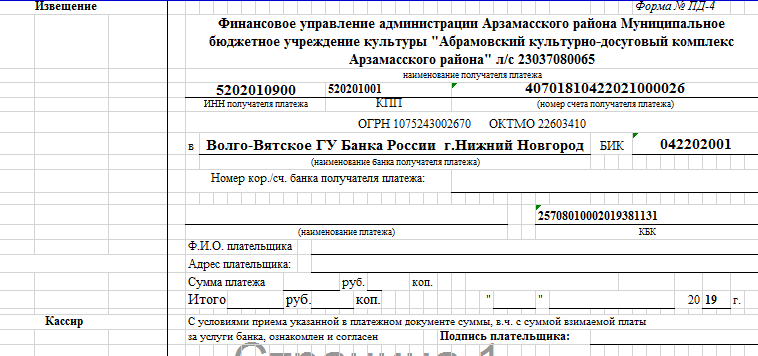 Извещение Форма № ПД-4
Финансовое управление администрации Арзамасского района Муниципальное
бюджетное учреждение культуры "Абрамовский культурно-досуговый комплекс
Арзамасского района" л/с 23037080065
наименование получателя платежа
5202010900 520201001 40701810422021000026
ИНН получателя платежа КПП (номер счета получателя платежа)
ОГРН 1075243002670 ОКТМО 22603410
в Волго-Вятское ГУ Банка России г.Нижний Новгород БИК 042202001
(наименование банка получателя платежа)
Номер кор./сч. банка получателя платежа:
25708010002019381131
(наименование платежа) КБК
Ф.И.О. плательщика
Адрес плательщика:
Сумма платежа руб. коп.
Итого руб. коп. " " 20 19 г.
Кассир С условиями приема указанной в платежном документе суммы, в.ч. с суммой взимаемой платы
за услуги банка, ознакомлен и согласен Подпись плательщика:
Страница 1